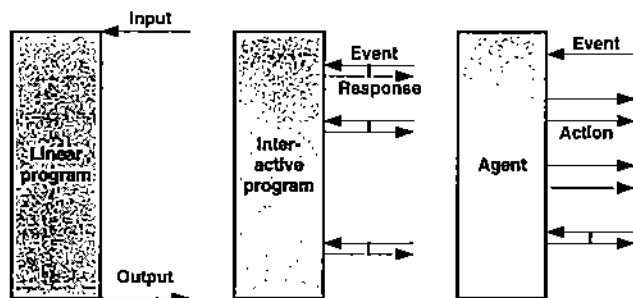 Input
Linear
program
Output
Event
Response
Inter-
active
program
Event
Action
Agent